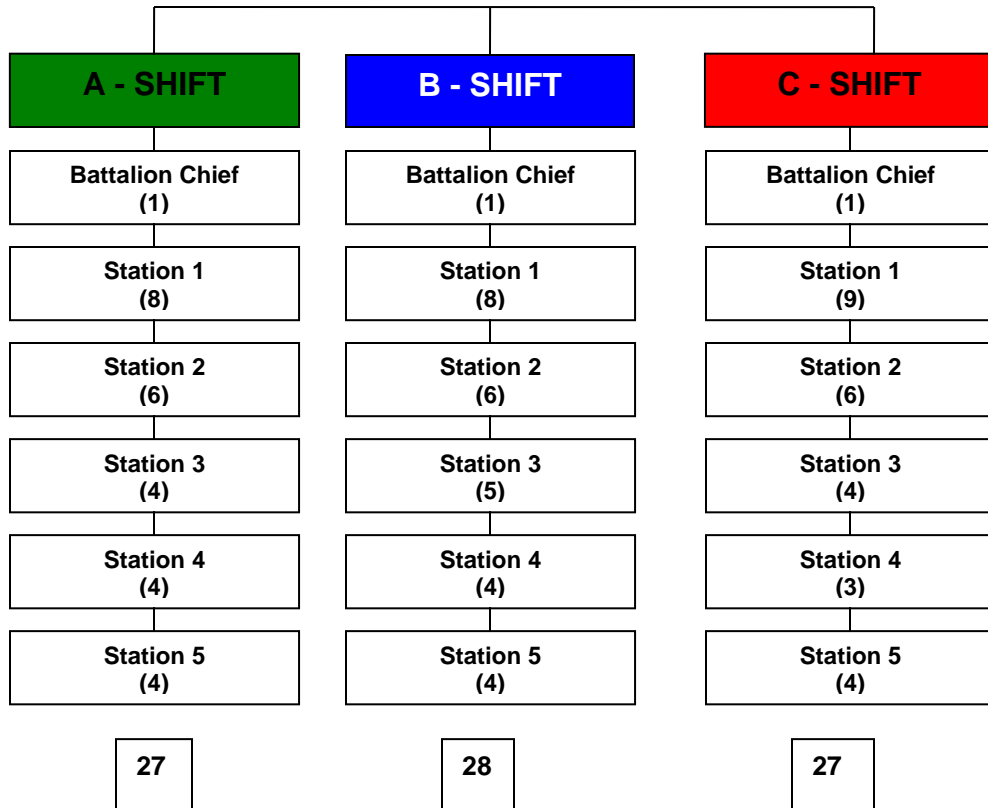 A - SHIFT
B - SHIFT
C - SHIFT
Battalion Chief
(1)
Battalion Chief
(1)
Battalion Chief
(1)
Station 1
(8)
Station 1
(8)
Station 1
(9)
Station 2
(6)
Station 2
(6)
Station 2
(6)
Station 3
(4)
Station 3
(5)
Station 3
(4)
Station 4
(4)
Station 4
(4)
Station 4
(3)
Station 5
(4)
Station 5
(4)
Station 5
(4)
27
28
27